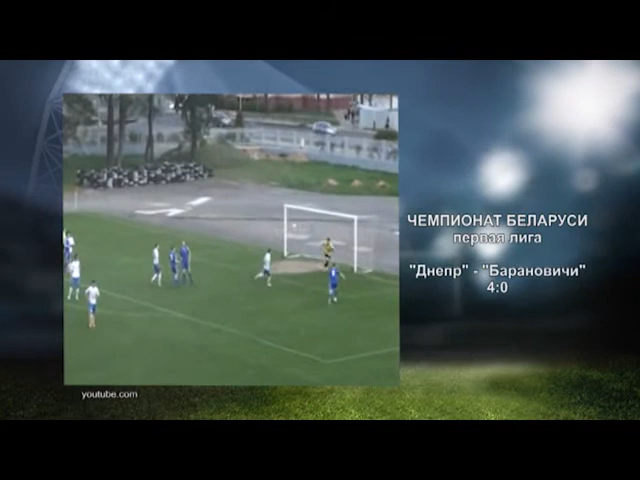 ЧЕМПИОНАТ БЕЛАРУСИ
первая лига
"Днепр" - "Барановичи"
4:0
youtube.com